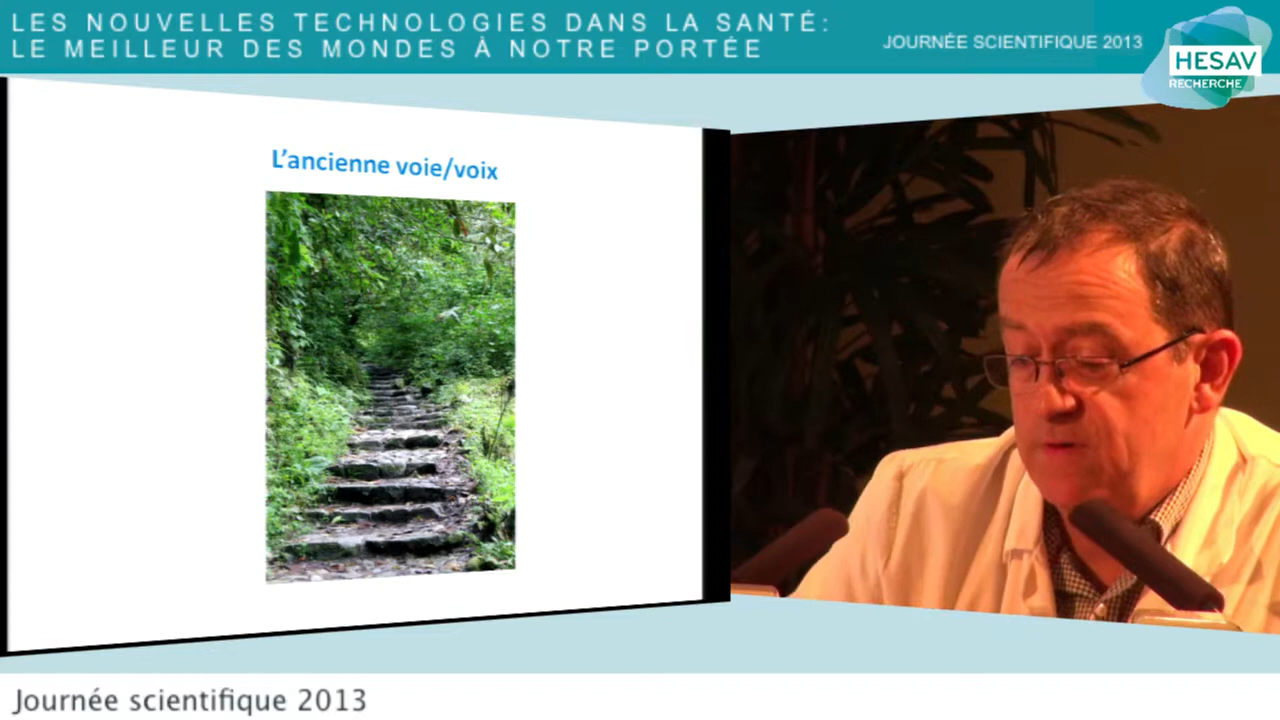 LES NOUVELLES TECHNOLOGIES DANS LA SANTÉ:
LE MEILLEUR DES MONDES À NOTRE PORTÉE
JOURNÉE SCIENTIFIQUE 2013
HESAV
RECHERCHE
L'ancienne voie/voix
Journée scientifique 2013